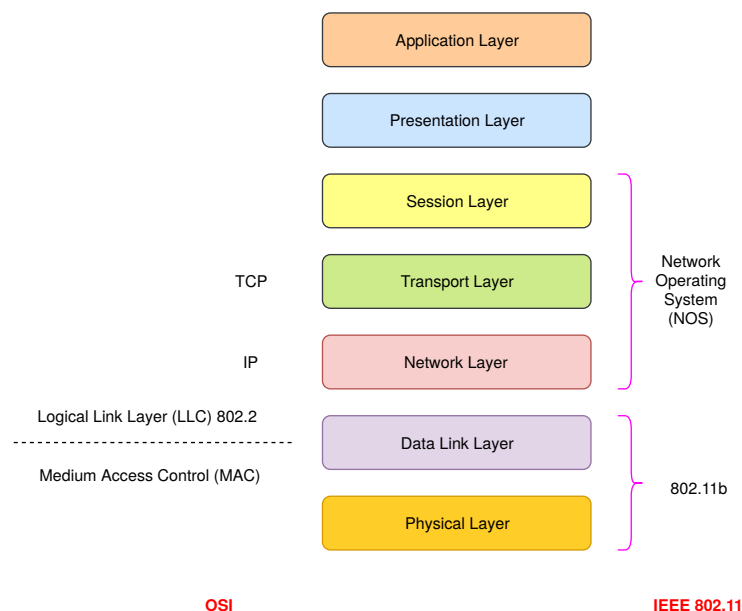 Application Layer
Presentation Layer
Session Layer
TCP
Transport Layer
Network
Operating
System
(NOS)
IP
Network Layer
Logical Link Layer (LLC) 802.2
Data Link Layer
Medium Access Control (MAC)
802.11b
Physical Layer
OSI
IEEE 802.11